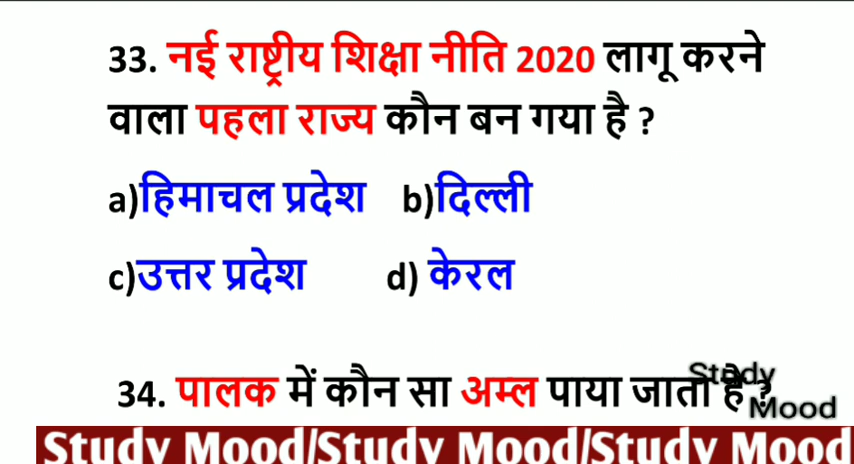 33. नई राष्ट्रीय शिक्षा नीति 2020 लागू करने
वाला पहला राज्य कौन बन गया है ?
a)हिमाचल प्रदेश b)दिल्ली
c)उत्तर प्रदेश d) केरल
34. पालक में कौन सा अम्ल पाया जाता है ?
Study
Mood
Study Mood/Study Mood/Study Mood